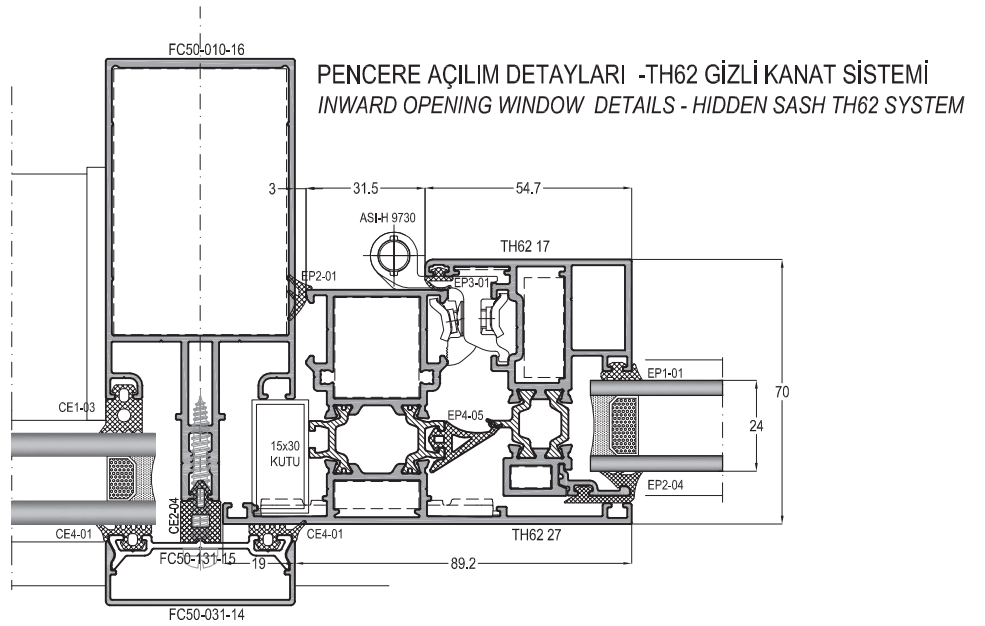 FC50-010-16
PENCERE AÇILIM DETAYLARI -TH62 GİZLİ KANAT SİSTEMİ
INWARD OPENING WINDOW DETAILS - HIDDEN SASH TH62 SYSTEM
3
31.5
54.7
ASI-H 9730
TH62 17
EP2-01
EP3-01
EP1-01
CE1-03
EP4-05
70
24
15x30
KUTU
EP2-04
CE2-04
CE4-01
CE4-01
TH62 27
FC50-131-15
19
89.2
FC50-031-14